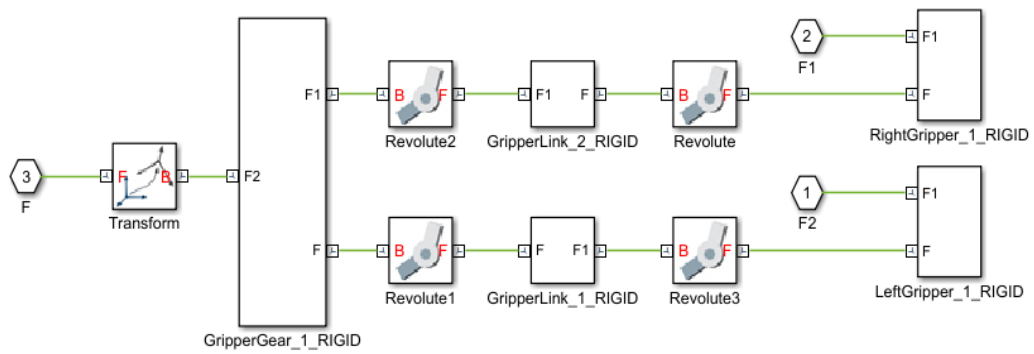 2
F1
F1
F
RightGripper_1_RIGID
F1
B
F
Revolute2
F1
F
GripperLink_2_RIGID
B
F
Revolute
3
F
F
B
Transform
F2
F
GripperGear_1_RIGID
B
F
Revolute1
F
F1
GripperLink_1_RIGID
B
F
Revolute3
1
F2
F1
F
LeftGripper_1_RIGID